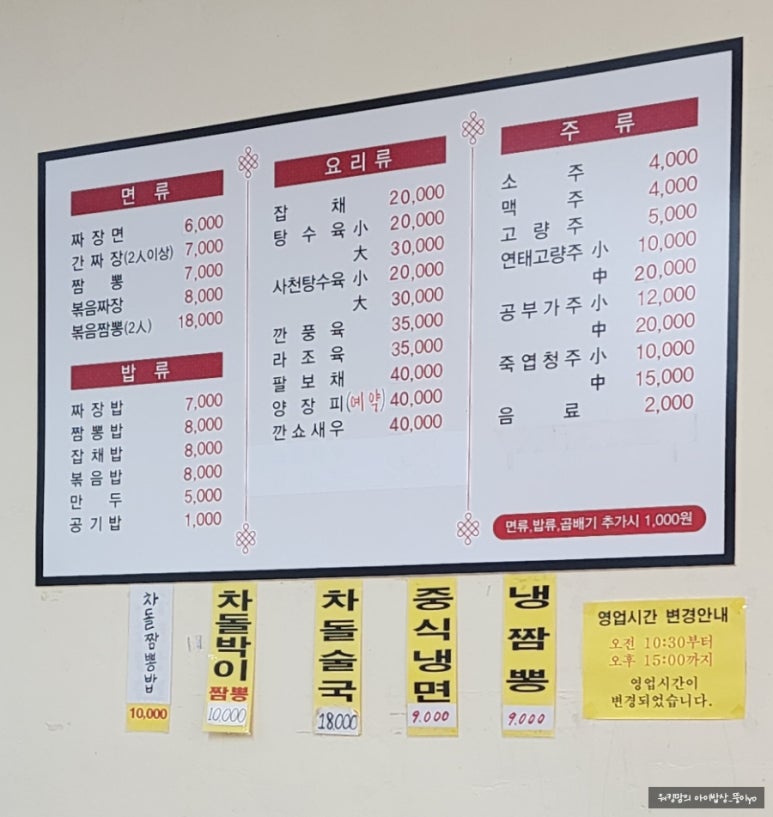 면 류
짜장면 6,000
간짜장(2人이상) 7,000
짬 뽕 7,000
볶음짜장 8,000
볶음짬뽕(2人) 18,000
밥 류
짜장밥 7,000
짬뽕밥 8,000
잡채밥 8,000
볶음밥 8,000
만 두 5,000
공기밥 1,000
요리류
잡 채 20,000
탕 수 육 小 20,000
大 30,000
사천탕수육 小 20,000
大 30,000
깐 풍 육 35,000
라 조 육 35,000
팔 보 채 40,000
양 장 피(예약) 40,000
깐쇼새우 40,000
주 류
소 주 4,000
맥 주 4,000
고 량 주 5,000
연태고량주 小 10,000
中 20,000
공부가주 小 12,000
中 20,000
죽엽청주 小 10,000
中 15,000
음 료 2,000
면류,밥류,곱배기 추가시 1,000원
차돌짬뽕밥
10,000
차돌박이
짬뽕
10,000
차돌술국
18,000
중식냉면
9.000
냉짬뽕
9.000
영업시간 변경안내
오전 10:30부터
오후 15:00까지
영업시간이
변경되었습니다.
워킹맘의 아이밥상_뚱이yo